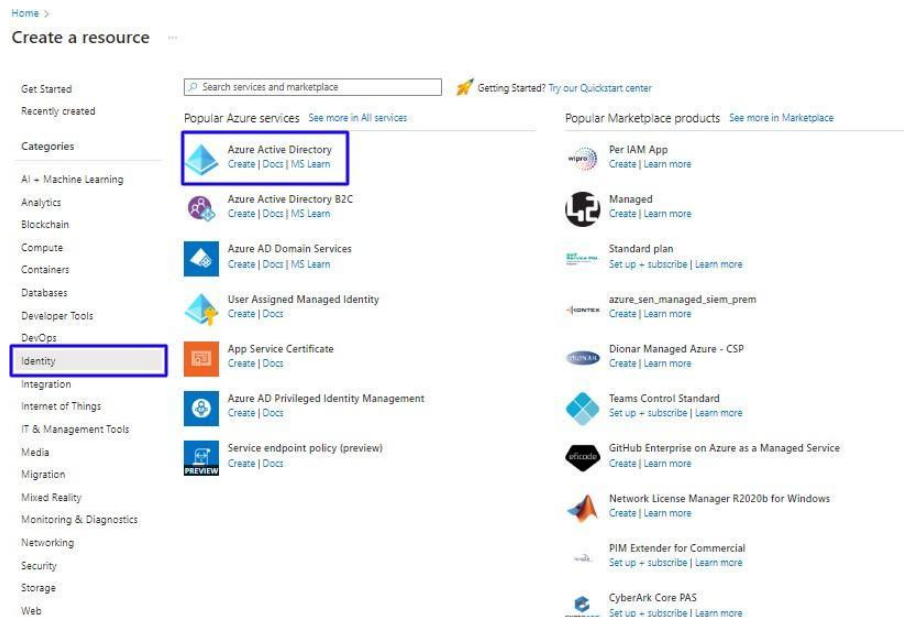 Home >
Create a resource ...
Get Started
Recently created
Categories
AI + Machine Learning
Analytics
Blockchain
Compute
Containers
Databases
Developer Tools
DevOps
Identity
Integration
Internet of Things
IT & Management Tools
Media
Migration
Mixed Reality
Monitoring & Diagnostics
Networking
Security
Storage
Web
Search services and marketplace
Getting Started? Try our Quickstart center
Popular Azure services See more in All services
Azure Active Directory
Create | Docs | MS Learn
Azure Active Directory B2C
Create | Docs | MS Learn
Azure AD Domain Services
Create | Docs | MS Learn
User Assigned Managed Identity
Create | Docs
App Service Certificate
Create | Docs
Azure AD Privileged Identity Management
Create | Docs
PREVIEW
Service endpoint policy (preview)
Create | Docs
Popular Marketplace products See more in Marketplace
wipro
Per IAM App
Create | Learn more
42
Managed
Create | Learn more
Standard plan
Set up + subscribe | Learn more
KONTEX
azure_sen_managed_siem_prem
Create | Learn more
DIONAR
Dionar Managed Azure - CSP
Create | Learn more
Teams Control Standard
Set up + subscribe | Learn more
eficode
GitHub Enterprise on Azure as a Managed Service
Create | Learn more
Network License Manager R2020b for Windows
Create | Learn more
PIM Extender for Commercial
Set up + subscribe | Learn more
CyberArk Core PAS
Set up + subscribe | Learn more